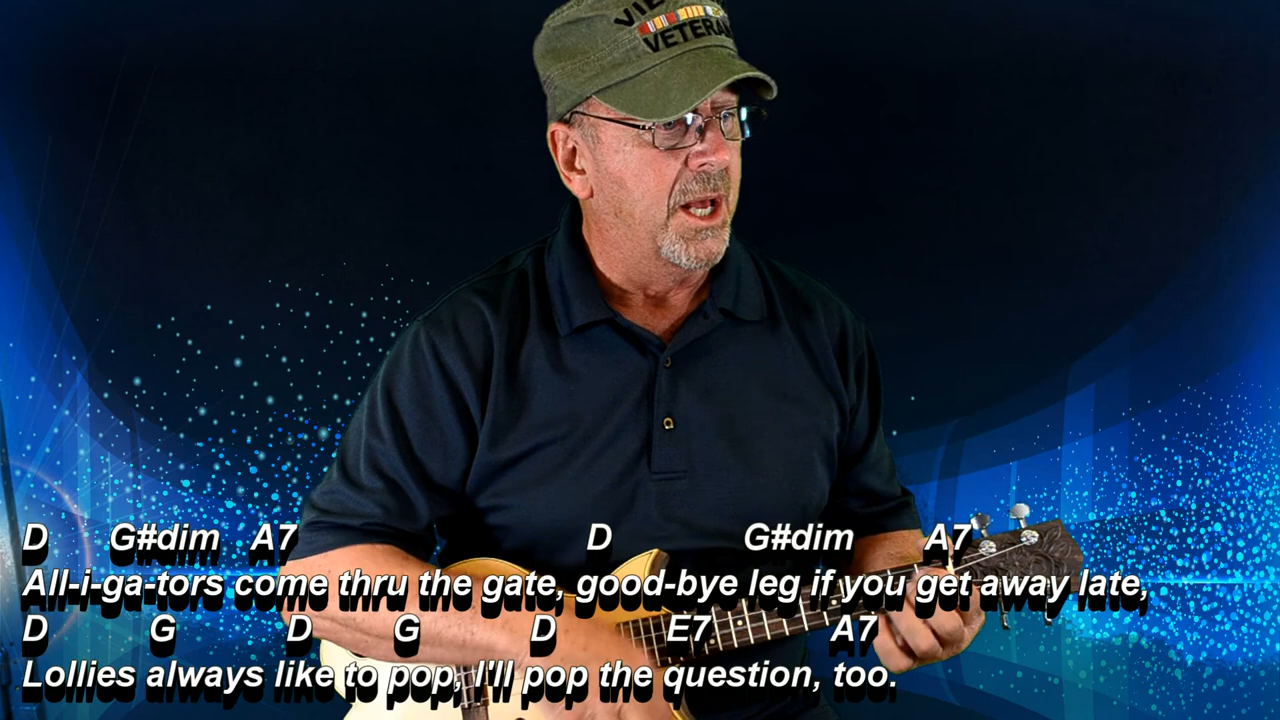 VIE
VETERAN
D G#dim A7 D G#dim A7
All-i-ga-tors come thru the gate, good-bye leg if you get away late,
D G D G D E7 A7
Lollies always like to pop, I'll pop the question, too.